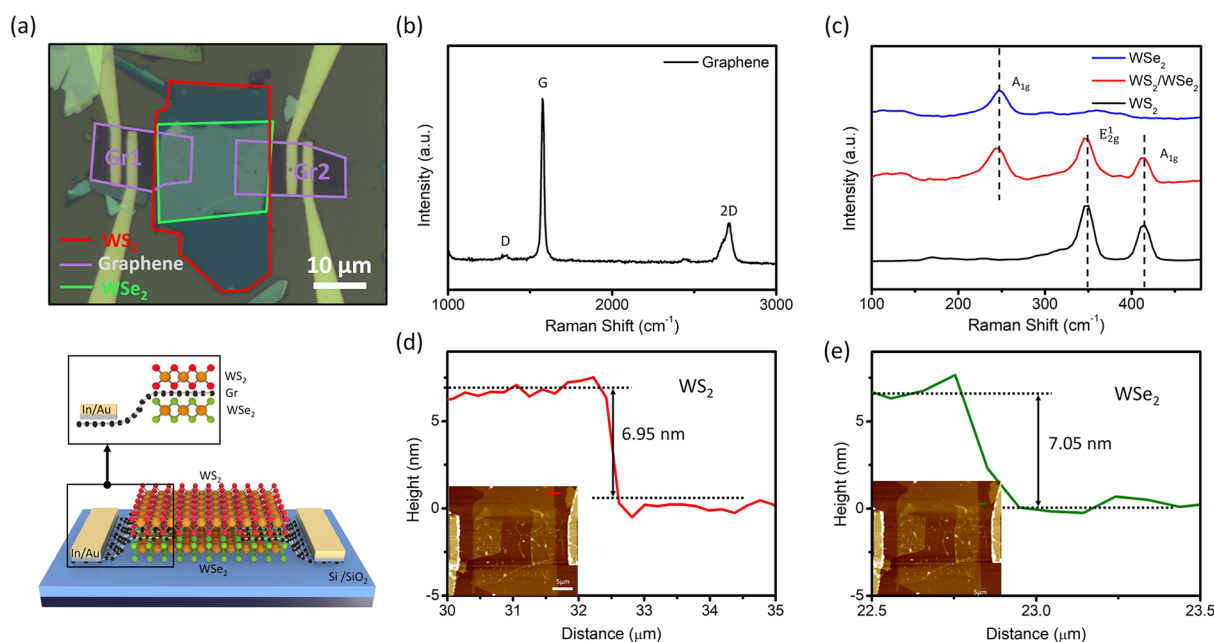 (a)
Gr1
Gr2
WS₂
Graphene
WSe₂
10 μm
WS₂
Gr
WSe₂
In/Au
WS₂
In/Au
WSe₂
Si /SiO₂
(b)
Graphene
G
D
2D
Intensity (a.u.)
1000 2000 3000
Raman Shift (cm⁻¹)
(c)
WSe₂
WS₂/WSe₂
WS₂
A₁g
E¹₂g
A₁g
Intensity (a.u.)
100 200 300 400
Raman Shift (cm⁻¹)
(d)
WS₂
6.95 nm
Height (nm)
5
0
-5
5μm
30 31 32 33 34 35
Distance (μm)
(e)
WSe₂
7.05 nm
Height (nm)
5
0
-5
5μm
22.5 23.0 23.5
Distance (μm)